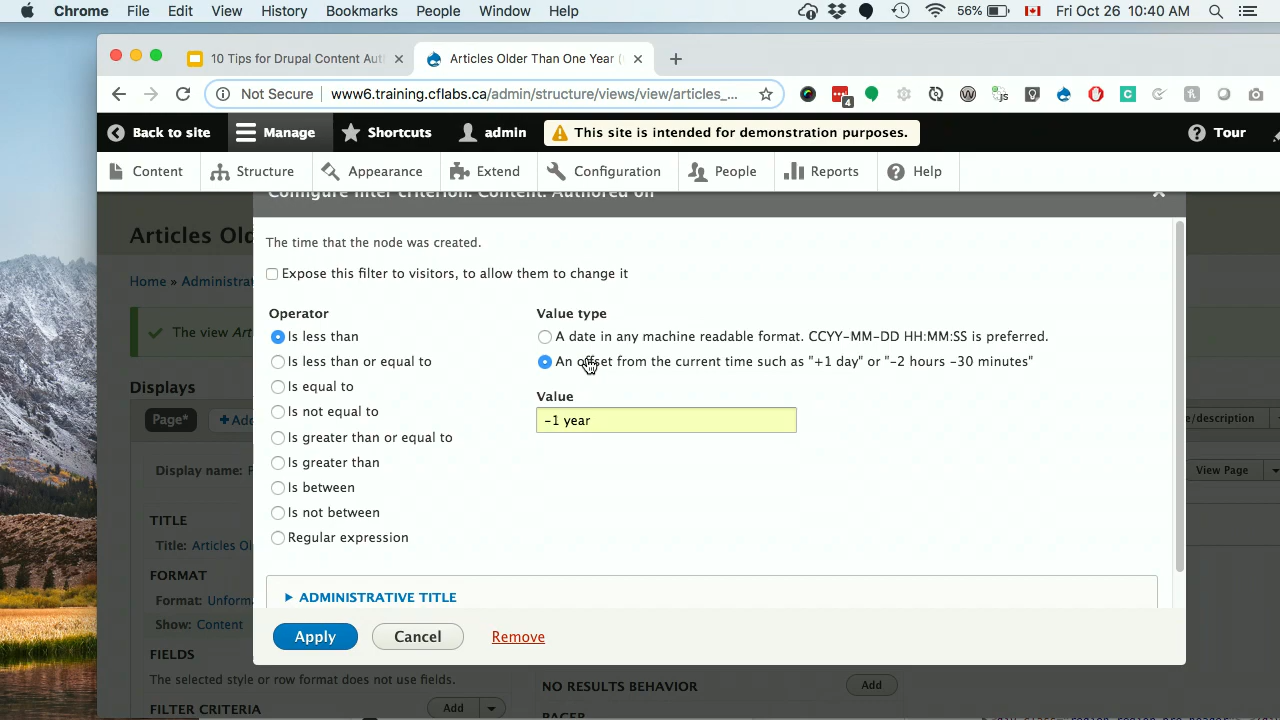 Chrome File Edit View History Bookmarks People Window Help 56% Fri Oct 26 10:40 AM
10 Tips for Drupal Content Aut
Articles Older Than One Year (
Not Secure www6.training.cflabs.ca/admin/structure/views/view/articles_...
4
Back to site Manage Shortcuts admin This site is intended for demonstration purposes. Tour
Content Structure Appearance Extend Configuration People Reports Help
Configure filter criterion: Content: Authored on
Articles Old
The time that the node was created.
Home » Administra
Expose this filter to visitors, to allow them to change it
Operator
Is less than
Is less than or equal to
Is equal to
Is not equal to
Is greater than or equal to
Is greater than
Is between
Is not between
Regular expression
Value type
A date in any machine readable format. CCYY-MM-DD HH:MM:SS is preferred.
An offset from the current time such as "+1 day" or "-2 hours -30 minutes"
Value
-1 year
ADMINISTRATIVE TITLE
Apply Cancel Remove
The view Art
Displays
Page* +Add
e/description
Display name: P
View Page
TITLE
Title: Articles Ol
FORMAT
Format: Unform
Show: Content
FIELDS
The selected style or row format does not use fields.
FILTER CRITERIA Add
NO RESULTS BEHAVIOR Add
PAGER